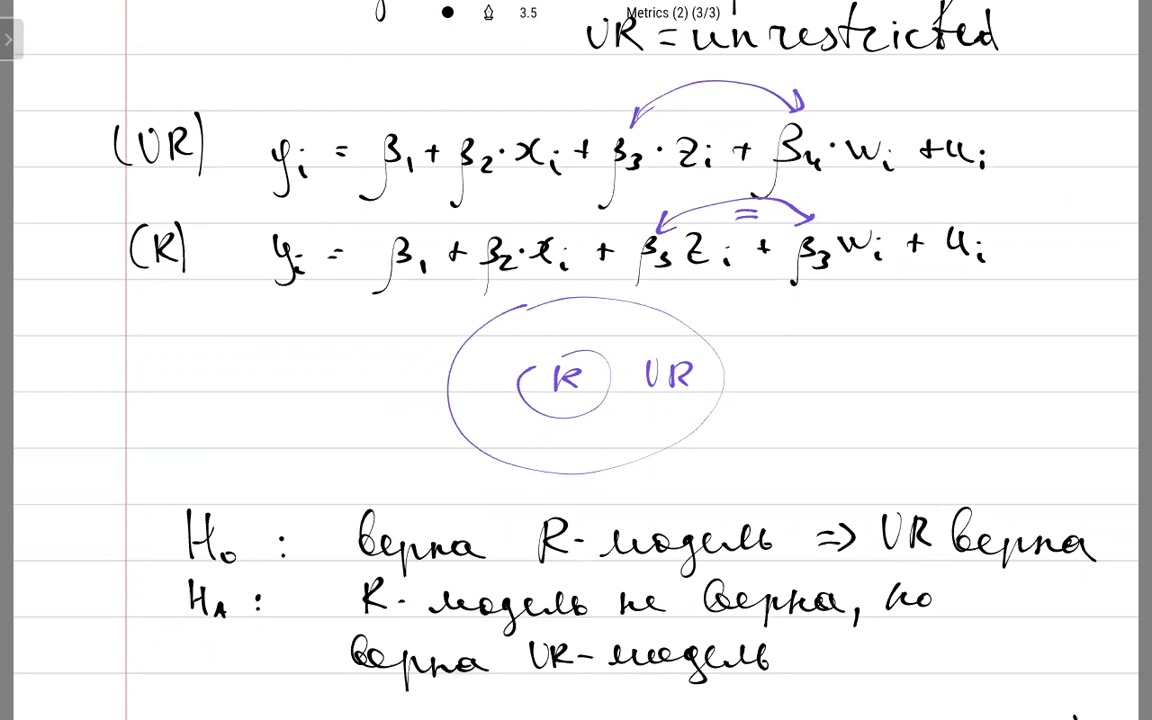 3.5 Metrics (2) (3/3)
UR = unrestricted
(UR) yᵢ = β₁ + β₂·xᵢ + β₃·zᵢ + β₄·wᵢ + uᵢ
=
(R) yᵢ = β₁ + β₂·xᵢ + β₃zᵢ + β₃wᵢ + uᵢ
R UR
H₀ : верна R-модель => UR верна
H_A : R-модель не верна, но
верна UR-модель